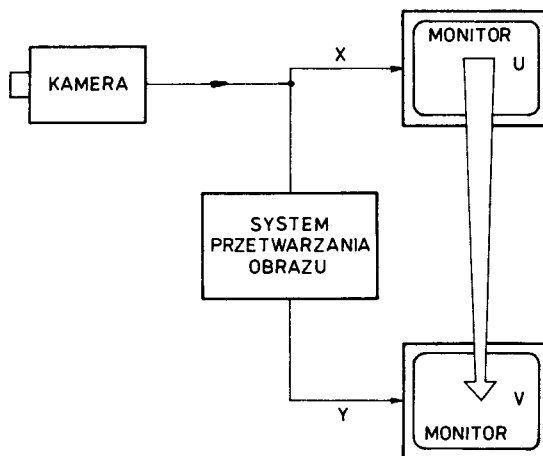 MONITOR
U
X
KAMERA
SYSTEM
PRZETWARZANIA
OBRAZU
Y
V
MONITOR